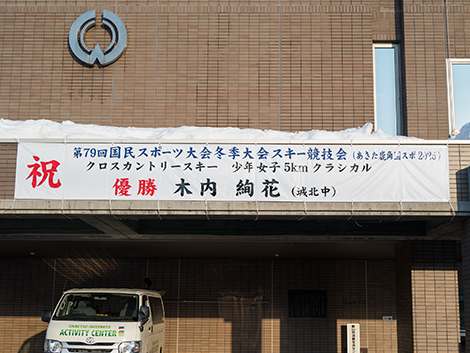 祝
第79回国民スポーツ大会冬季大会スキー競技会（あきた鹿角国スポ2025）
クロスカントリースキー 少年女子5kmクラシカル
優勝 木内 絢花（城北中）
ACTIVITY CENTER